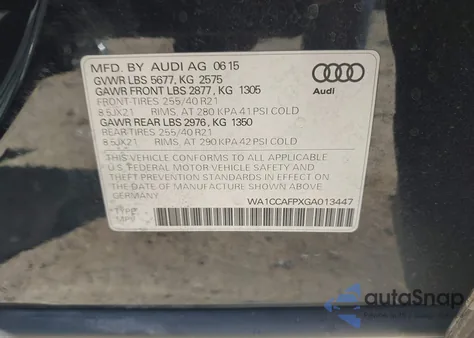 MFD. BY AUDI AG 06 15
GVWR LBS 5677, KG 2575
GAWR FRONT LBS 2877, KG 1305
FRONT TIRES 255/40 R21
8.5JX21 RIMS. AT 280 KPA 41 PSI COLD
GAWR REAR LBS 2976, KG 1350
REAR TIRES 255/40 R21
8.5JX21 RIMS. AT 290 KPA 42 PSI COLD
Audi
THIS VEHICLE CONFORMS TO ALL APPLICABLE
U.S. FEDERAL MOTOR VEHICLE SAFETY AND
THEFT PREVENTION STANDARDS IN EFFECT ON
THE DATE OF MANUFACTURE SHOWN ABOVE
GERMANY
WA1CCAFPXGA013447
TYPE:
MPV
autoSnap